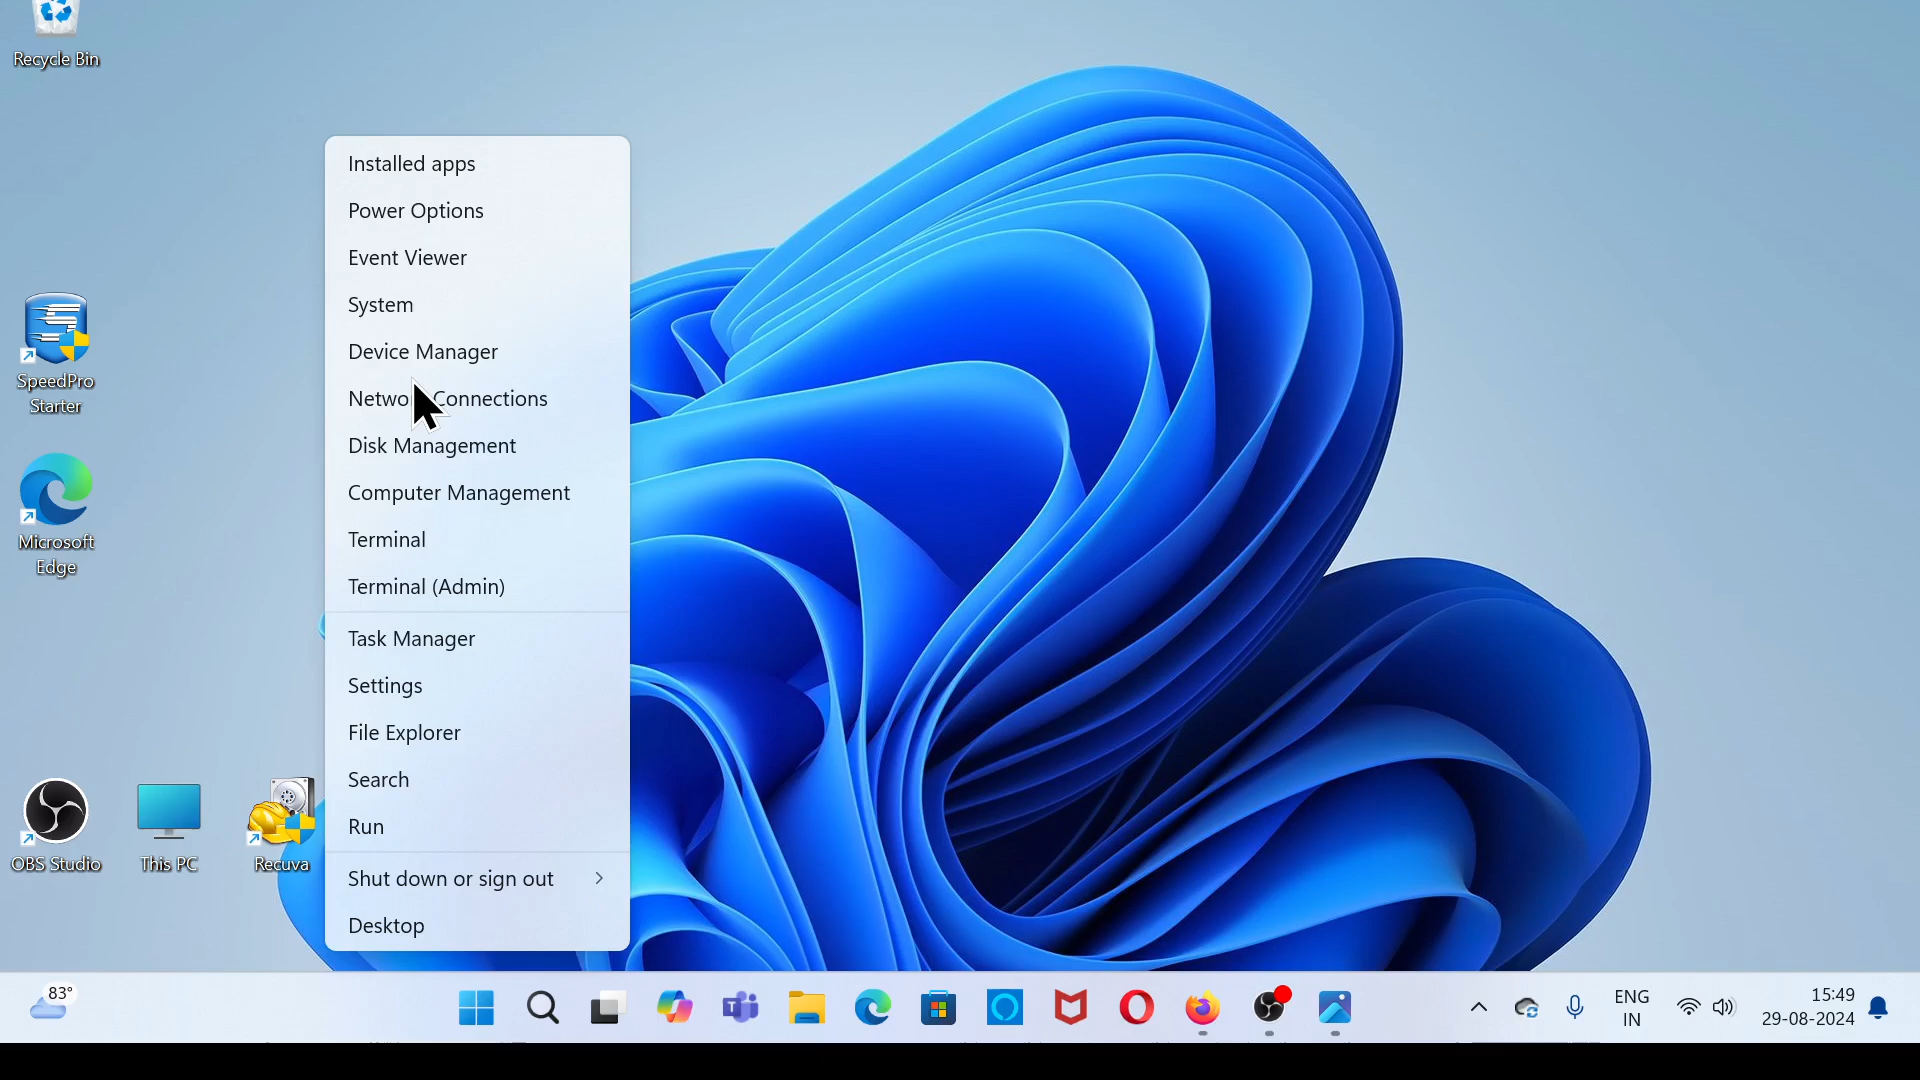 Recycle Bin
SpeedPro
Starter
Microsoft
Edge
OBS Studio
This PC
Recuva
Installed apps
Power Options
Event Viewer
System
Device Manager
Network Connections
Disk Management
Computer Management
Terminal
Terminal (Admin)
Task Manager
Settings
File Explorer
Search
Run
Shut down or sign out
Desktop
83°
ENG
IN
15:49
29-08-2024